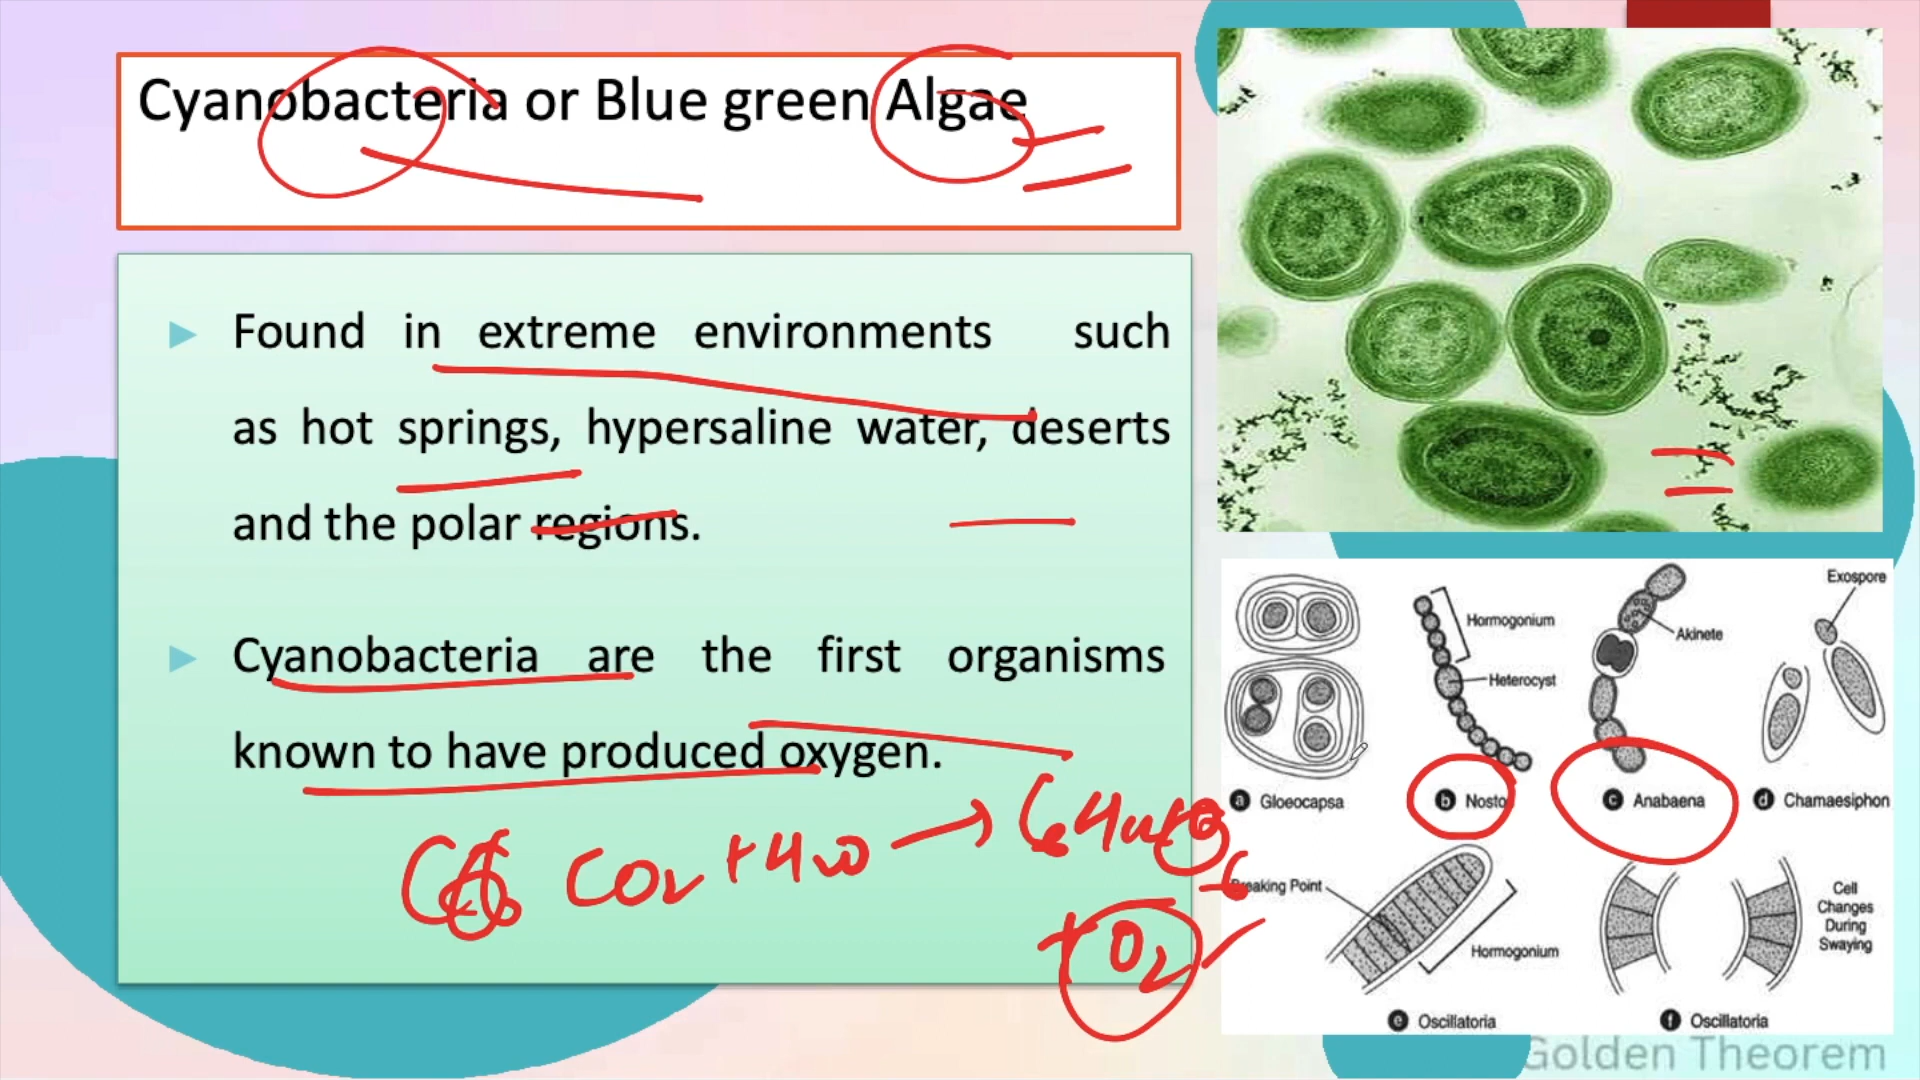 Cyanobacteria or Blue green Algae
Found in extreme environments such
as hot springs, hypersaline water, deserts
and the polar regions.
Cyanobacteria are the first organisms
known to have produced oxygen.
CO2 + H2O →
+ O2
Exospore
Hormogonium
Akinete
Heterocyst
a Gloeocapsa
b Nosto
c Anabaena
d Chamaesiphon
Breaking Point
Cell
Changes
During
Swaying
Hormogonium
e Oscillatoria
f Oscillatoria
Golden Theorem